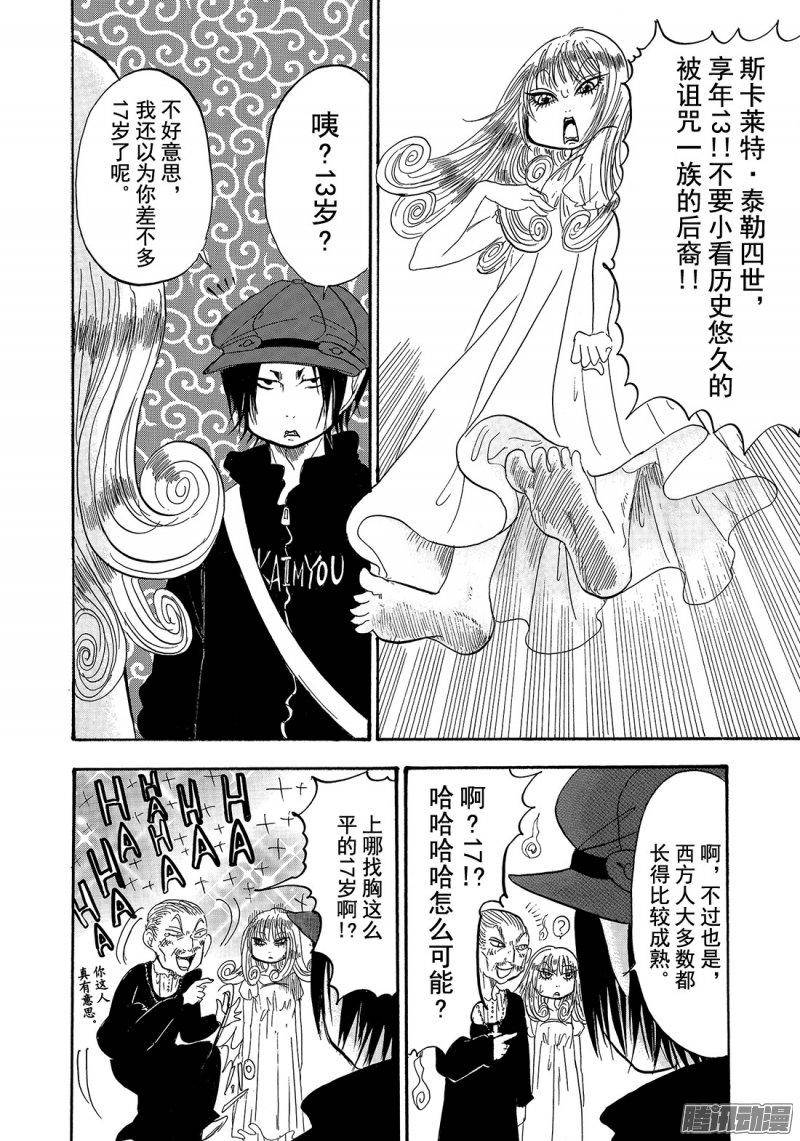 斯卡莱特·泰勒四世，
享年13!!不要小看历史悠久的
被诅咒一族的后裔!!
咦？13岁？
不好意思，
我还以为你差不多
17岁了呢。
KAIMYOU
啊，不过也是，
西方人大多数都
长得比较成熟。
啊？17!?
哈哈哈哈怎么可能？
?
上哪找胸这么
平的17岁啊!?
HAHA
HAHA
HAHA
HAHA
你这人
真有意思。
腾讯动漫